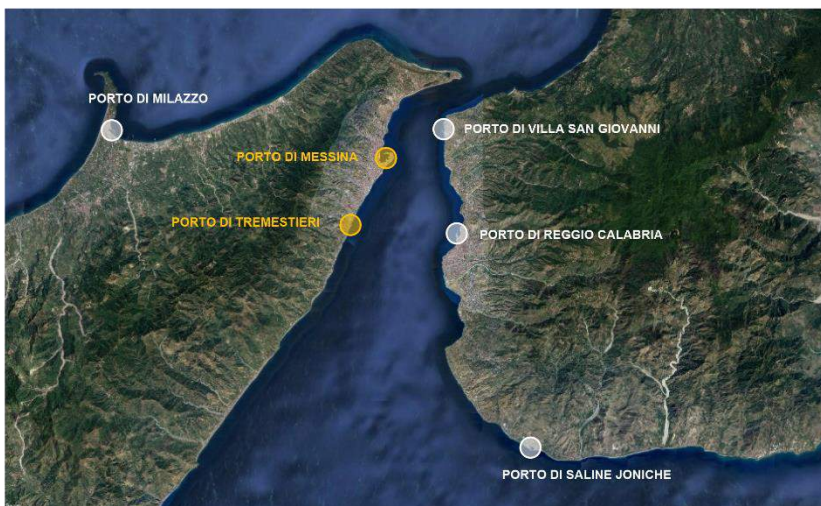 PORTO DI MILAZZO
PORTO DI VILLA SAN GIOVANNI
PORTO DI MESSINA
PORTO DI TREMESTIERI
PORTO DI REGGIO CALABRIA
PORTO DI SALINE JONICHE